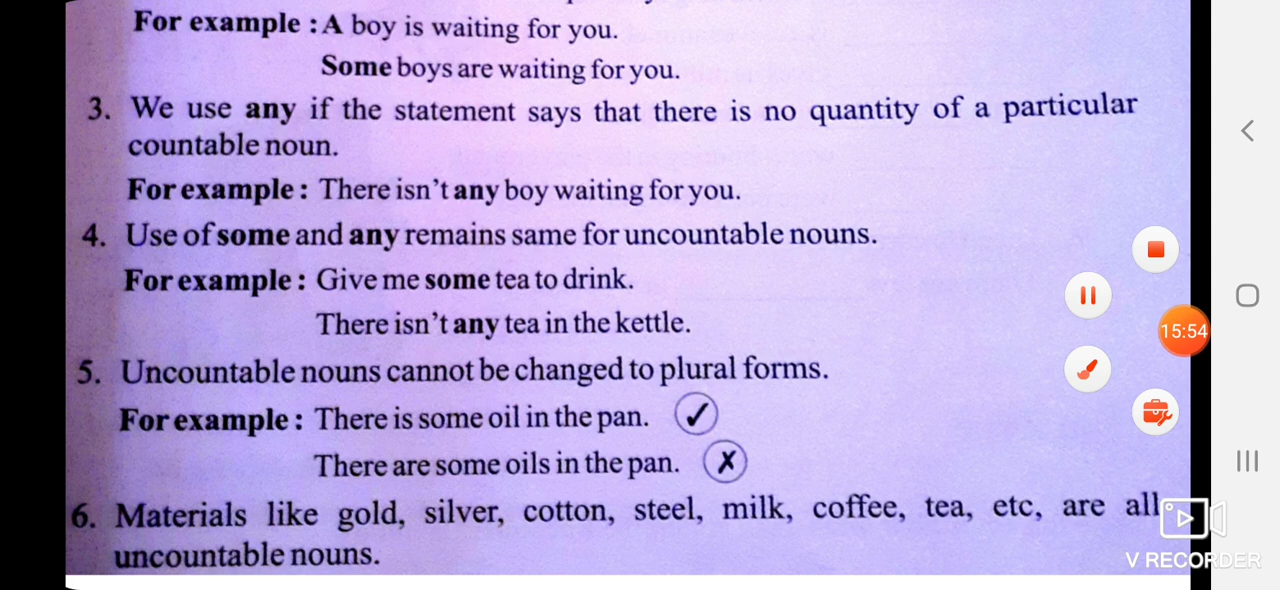 For example : A boy is waiting for you.
Some boys are waiting for you.
3. We use any if the statement says that there is no quantity of a particular
countable noun.
For example : There isn't any boy waiting for you.
4. Use of some and any remains same for uncountable nouns.
For example : Give me some tea to drink.
There isn't any tea in the kettle.
5. Uncountable nouns cannot be changed to plural forms.
For example : There is some oil in the pan. ✓
There are some oils in the pan. ✗
6. Materials like gold, silver, cotton, steel, milk, coffee, tea, etc, are all
uncountable nouns.
15:54
V RECORDER